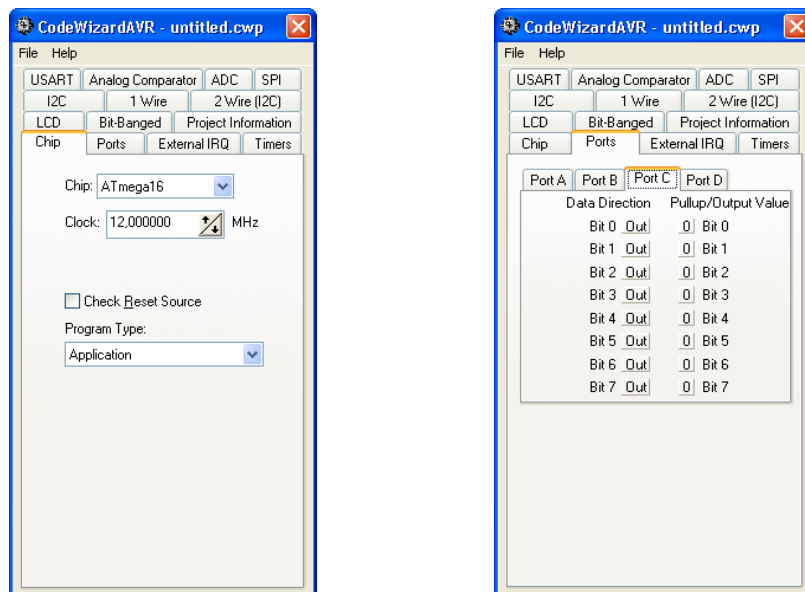 CodeWizardAVR - untitled.cwp
File Help
USART Analog Comparator ADC SPI
I2C 1 Wire 2 Wire (I2C)
LCD Bit-Banged Project Information
Chip Ports External IRQ Timers
Chip: ATmega16
Clock: 12,000000 MHz
Check Reset Source
Program Type:
Application
CodeWizardAVR - untitled.cwp
File Help
USART Analog Comparator ADC SPI
I2C 1 Wire 2 Wire (I2C)
LCD Bit-Banged Project Information
Chip Ports External IRQ Timers
Port A Port B Port C Port D
Data Direction Pullup/Output Value
Bit 0 Out 0 Bit 0
Bit 1 Out 0 Bit 1
Bit 2 Out 0 Bit 2
Bit 3 Out 0 Bit 3
Bit 4 Out 0 Bit 4
Bit 5 Out 0 Bit 5
Bit 6 Out 0 Bit 6
Bit 7 Out 0 Bit 7